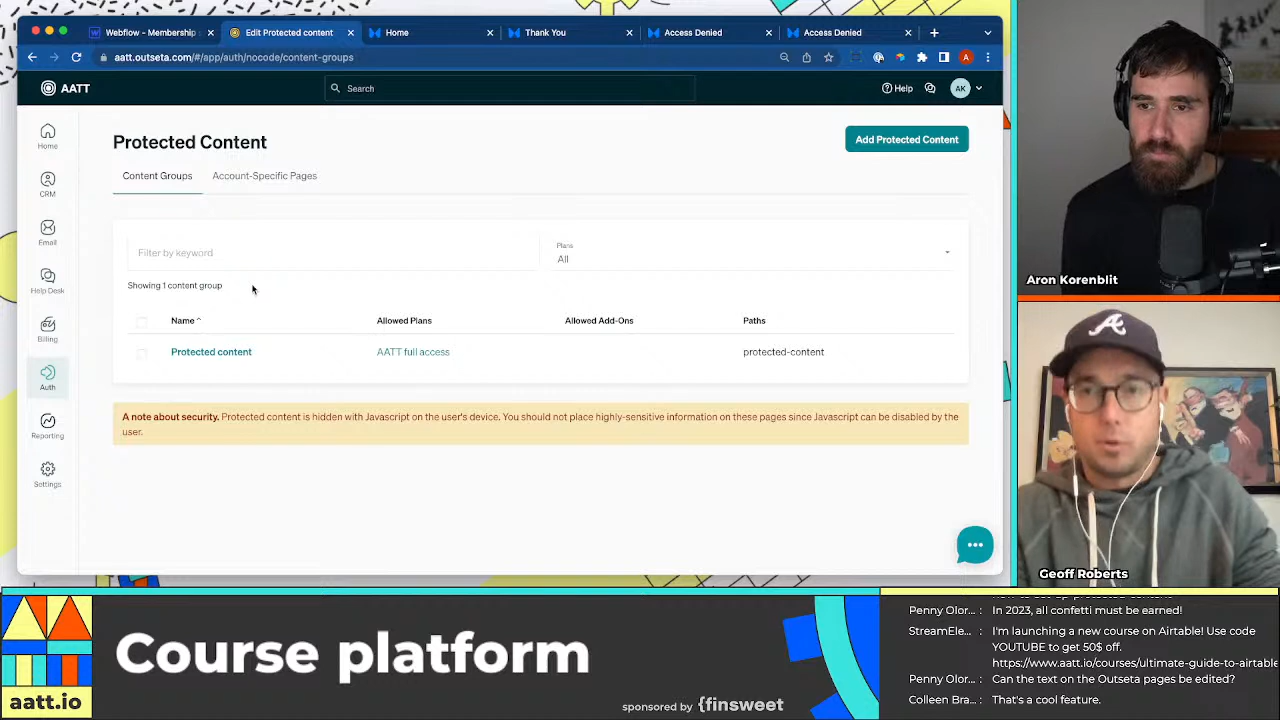 Webflow - Membership
Edit Protected content
Home
Thank You
Access Denied
Access Denied
aatt.outseta.com/#/app/auth/nocode/content-groups
A
AATT
Search
Help
AK
Home
CRM
Email
Help Desk
Billing
Auth
Reporting
Settings
Protected Content
Add Protected Content
Content Groups
Account-Specific Pages
Filter by keyword
Plans
All
Showing 1 content group
Name
Allowed Plans
Allowed Add-Ons
Paths
Protected content
AATT full access
protected-content
A note about security. Protected content is hidden with Javascript on the user's device. You should not place highly-sensitive information on these pages since Javascript can be disabled by the
user.
Aron Korenblit
Geoff Roberts
aatt.io
Course platform
sponsored by {finsweet
Penny Olor... : In 2023, all confetti must be earned!
StreamEle... : I'm launching a new course on Airtable! Use code
YOUTUBE to get 50$ off.
https://www.aatt.io/courses/ultimate-guide-to-airtable
Penny Olor... : Can the text on the Outseta pages be edited?
Colleen Bra... : That's a cool feature.